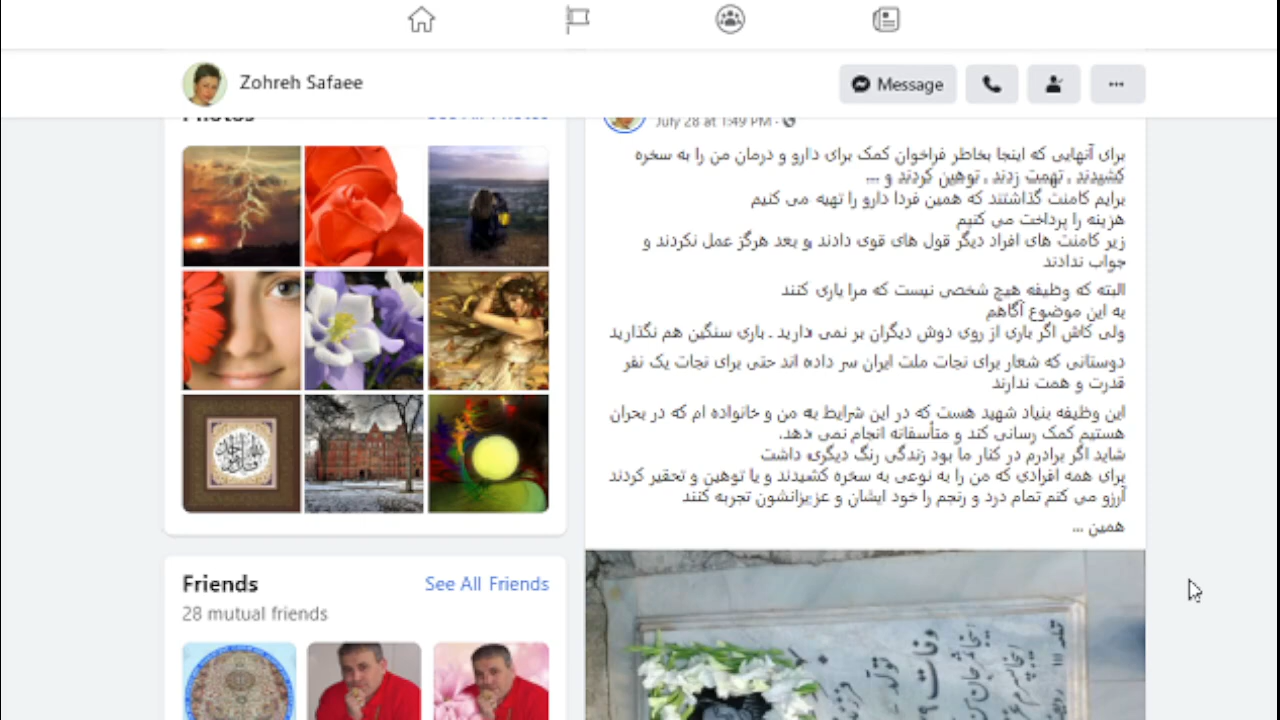 Zohreh Safaee
Message
Photos
See All Photos
July 28 at 1:49 PM
برای آنهایی که اینجا بخاطر فراخوان کمک برای دارو و درمان من را به سخره
کشیدند ، تهمت زدند ، توهین کردند و ...
برایم کامنت گذاشتند که همین فردا دارو را تهیه می کنیم
هزینه را پرداخت می کنیم
زیر کامنت های افراد دیگر قول های قوی دادند و بعد هرگز عمل نکردند و
جواب ندادند
البته که وظیفه هیچ شخصی نیست که مرا یاری کنند
به این موضوع آگاهم
ولی کاش اگر باری از روی دوش دیگران بر نمی دارید . باری سنگین هم نگذارید
دوستانی که شعار برای نجات ملت ایران سر داده اند حتی برای نجات یک نفر
قدرت و همت ندارند
این وظیفه بنیاد شهید هست که در این شرایط به من و خانواده ام که در بحران
هستیم کمک رسانی کند و متأسفانه انجام نمی دهد.
شاید اگر برادرم در کنار ما بود زندگی رنگ دیگری داشت
برای همه افرادی که من را به نوعی به سخره کشیدند و یا توهین و تحقیر کردند
آرزو می کنم تمام درد و رنجم را خود ایشان و عزیزانشون تجربه کنند
همین ...
Friends
See All Friends
28 mutual friends
وفات
تولد